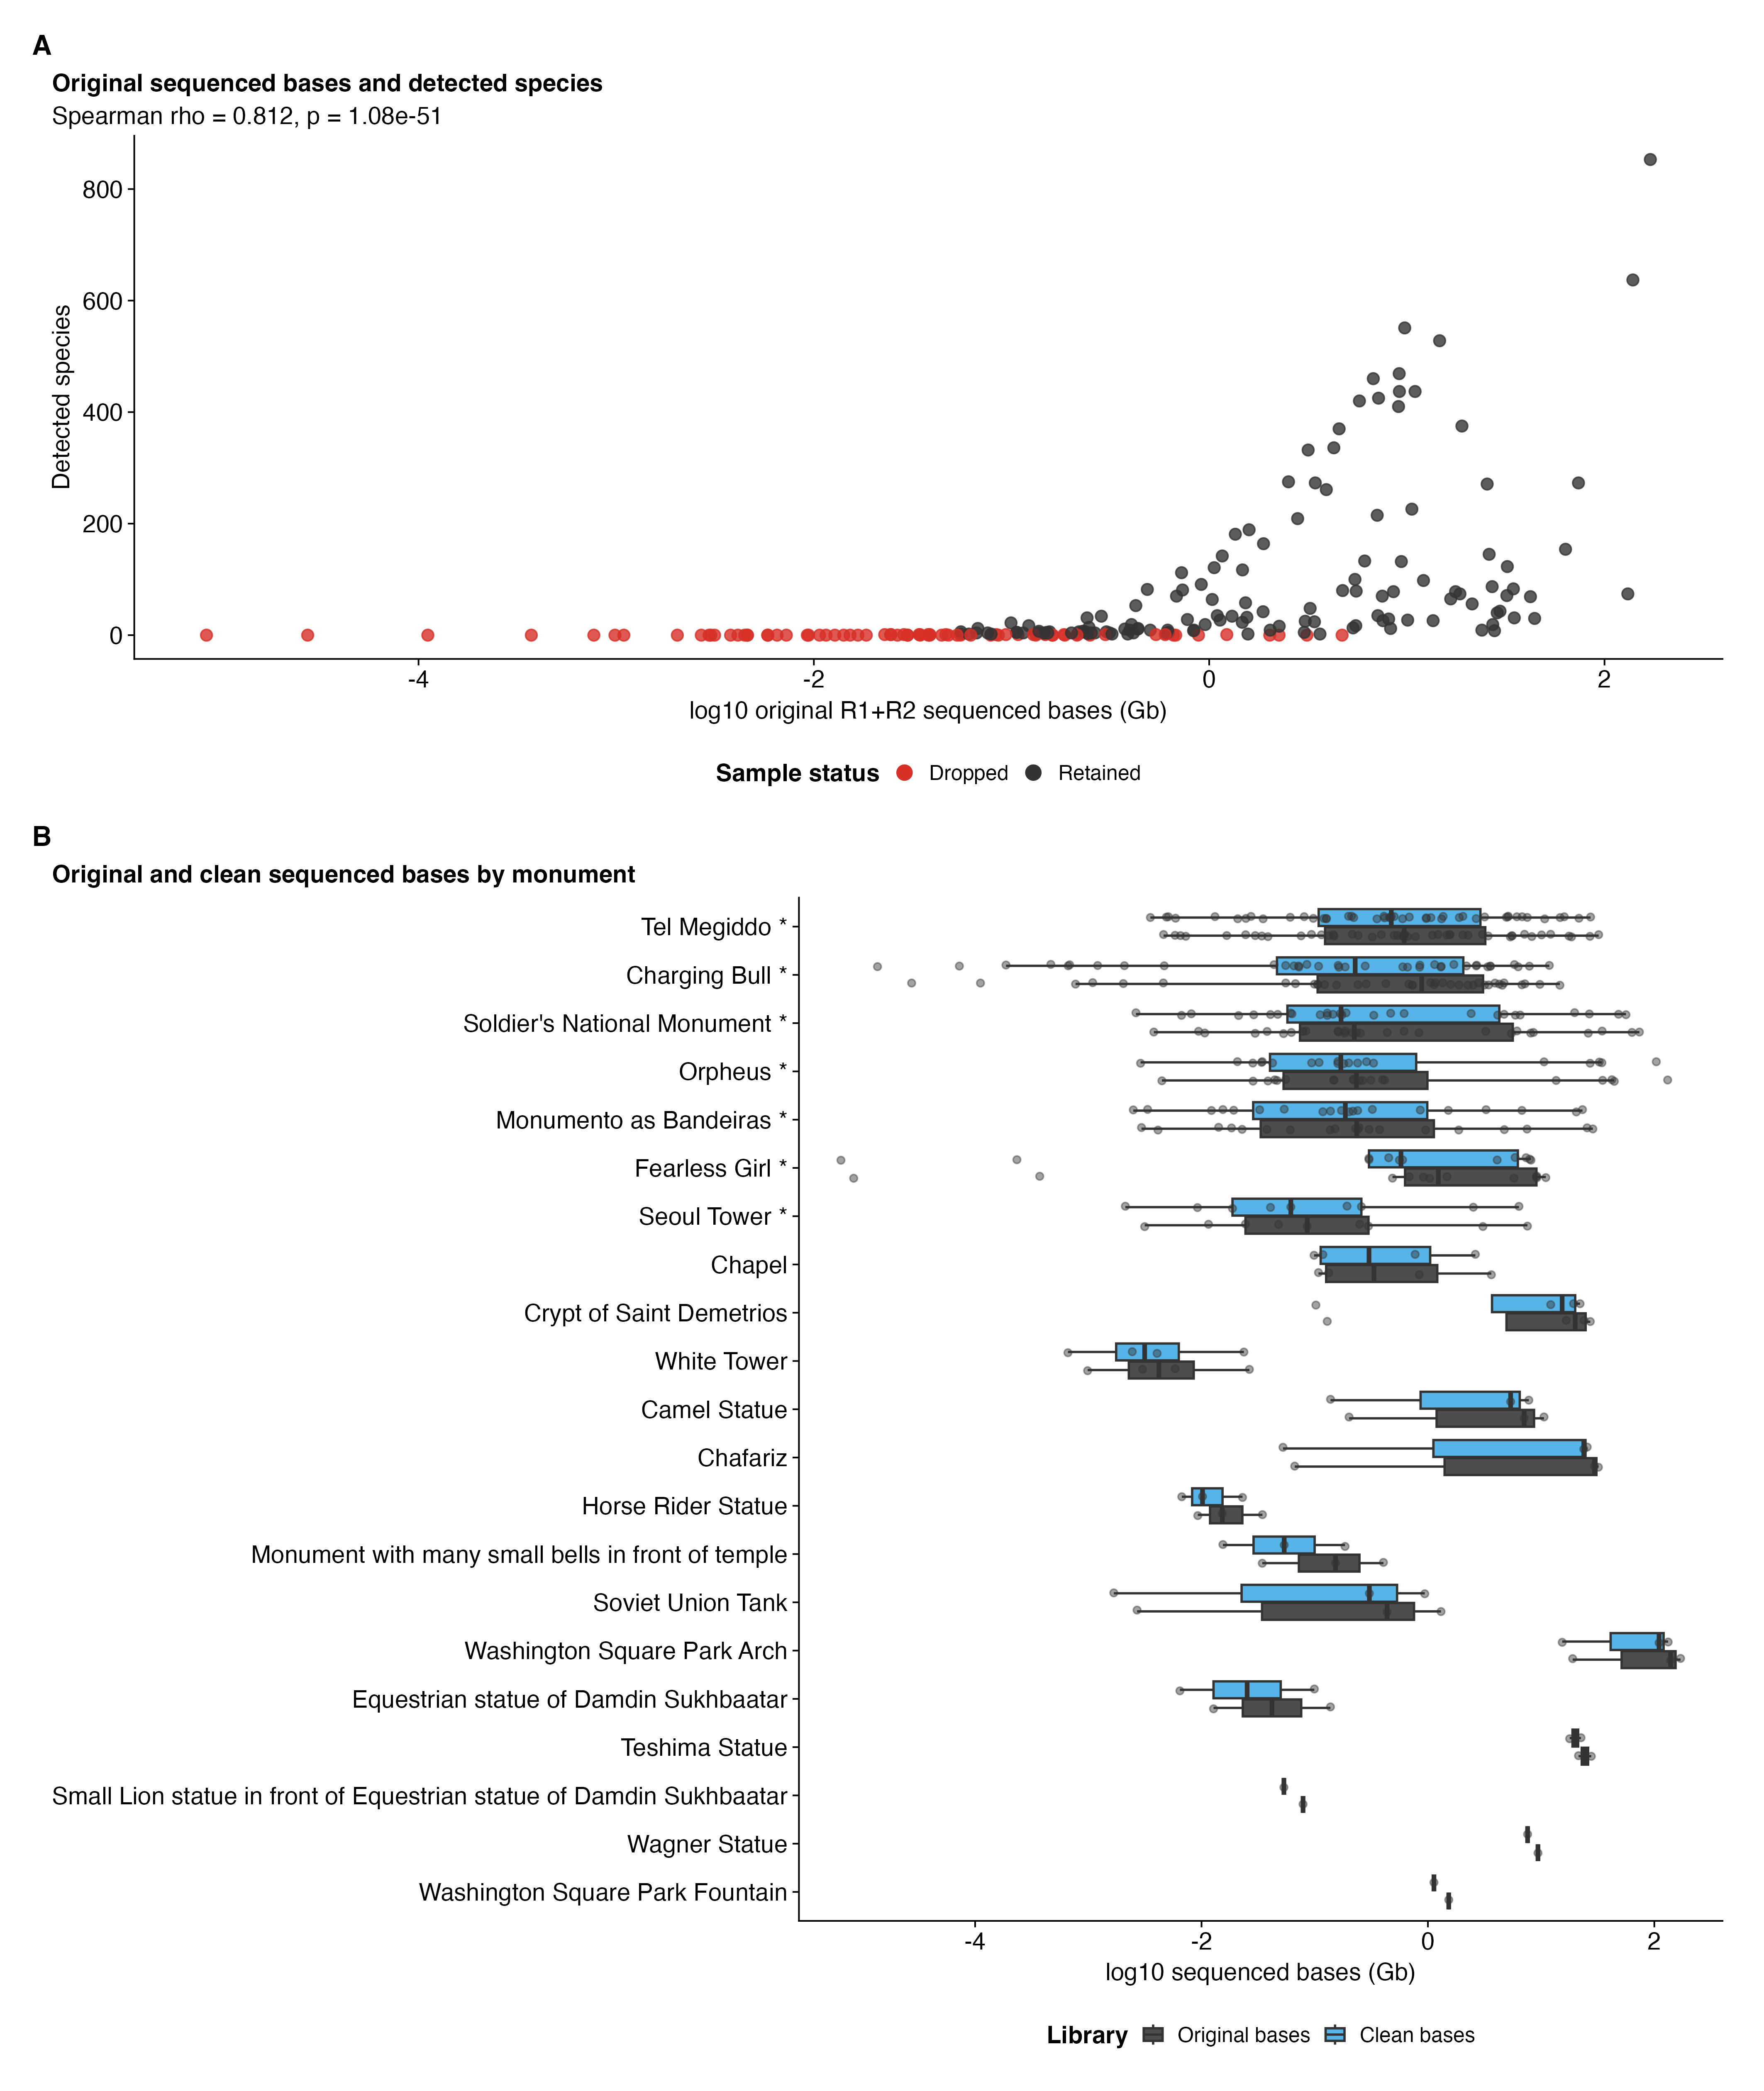 A
Original sequenced bases and detected species
Spearman rho = 0.812, p = 1.08e-51
Detected species
800
600
400
200
0
-4 -2 0 2
log10 original R1+R2 sequenced bases (Gb)
Sample status Dropped Retained
B
Original and clean sequenced bases by monument
Tel Megiddo *
Charging Bull *
Soldier's National Monument *
Orpheus *
Monumento as Bandeiras *
Fearless Girl *
Seoul Tower *
Chapel
Crypt of Saint Demetrios
White Tower
Camel Statue
Chafariz
Horse Rider Statue
Monument with many small bells in front of temple
Soviet Union Tank
Washington Square Park Arch
Equestrian statue of Damdin Sukhbaatar
Teshima Statue
Small Lion statue in front of Equestrian statue of Damdin Sukhbaatar
Wagner Statue
Washington Square Park Fountain
-4 -2 0 2
log10 sequenced bases (Gb)
Library Original bases Clean bases